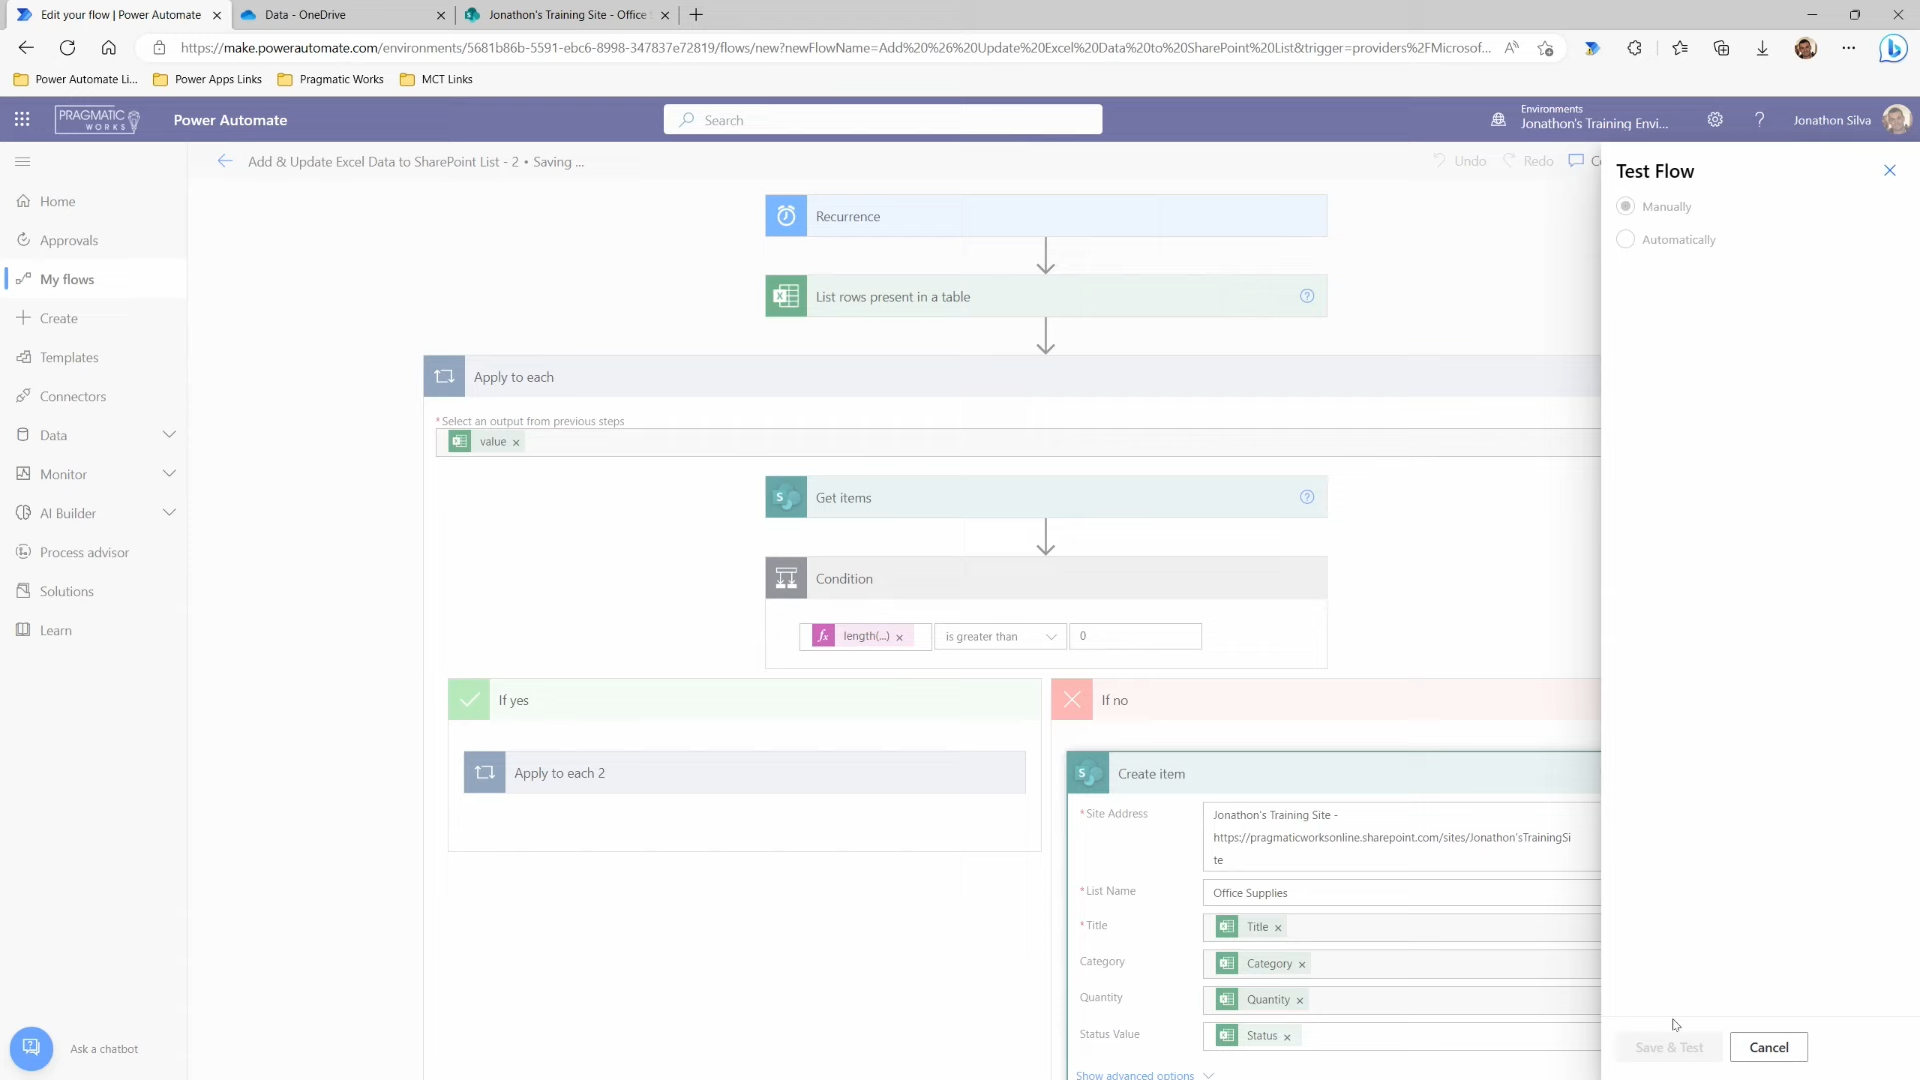 Edit your flow | Power Automate
Data - OneDrive
Jonathon's Training Site - Office
https://make.powerautomate.com/environments/5681b86b-5591-ebc6-8998-347837e72819/flows/new?newFlowName=Add%20%26%20Update%20Excel%20Data%20to%20SharePoint%20List&trigger=providers%2FMicrosof...
Power Automate Li...
Power Apps Links
Pragmatic Works
MCT Links
PRAGMATIC WORKS
Power Automate
Search
Environments
Jonathon's Training Envi...
Jonathon Silva
Add & Update Excel Data to SharePoint List - 2 • Saving ...
Undo
Redo
Test Flow
Manually
Automatically
Home
Approvals
My flows
Create
Templates
Connectors
Data
Monitor
AI Builder
Process advisor
Solutions
Learn
Ask a chatbot
Recurrence
List rows present in a table
Apply to each
* Select an output from previous steps
value ×
Get items
Condition
fx length(...) ×
is greater than
0
If yes
Apply to each 2
If no
Create item
* Site Address
Jonathon's Training Site -
https://pragmaticworksonline.sharepoint.com/sites/Jonathon'sTrainingSi
te
* List Name
Office Supplies
* Title
Title ×
Category
Category ×
Quantity
Quantity ×
Status Value
Status ×
Show advanced options
Save & Test
Cancel